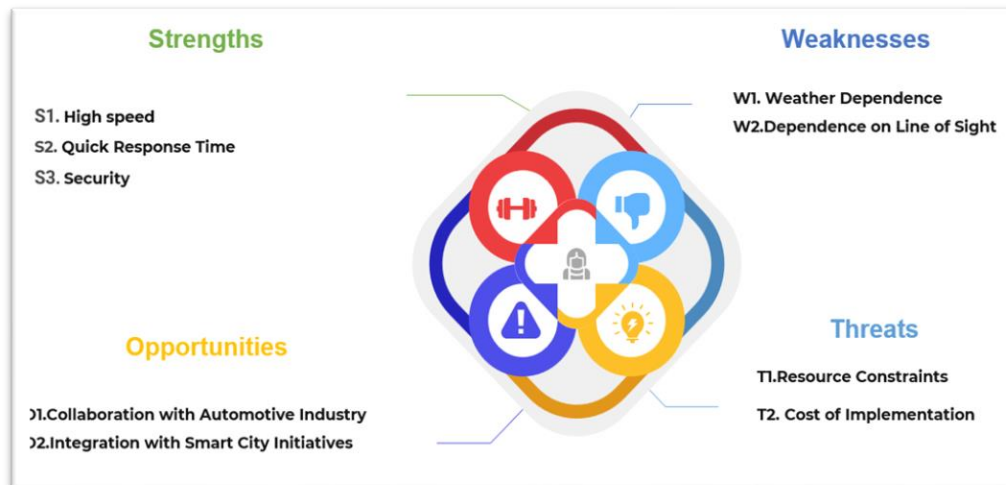 Strengths
S1. High speed
S2. Quick Response Time
S3. Security
Weaknesses
W1. Weather Dependence
W2.Dependence on Line of Sight
Opportunities
O1.Collaboration with Automotive Industry
O2.Integration with Smart City Initiatives
Threats
T1.Resource Constraints
T2. Cost of Implementation